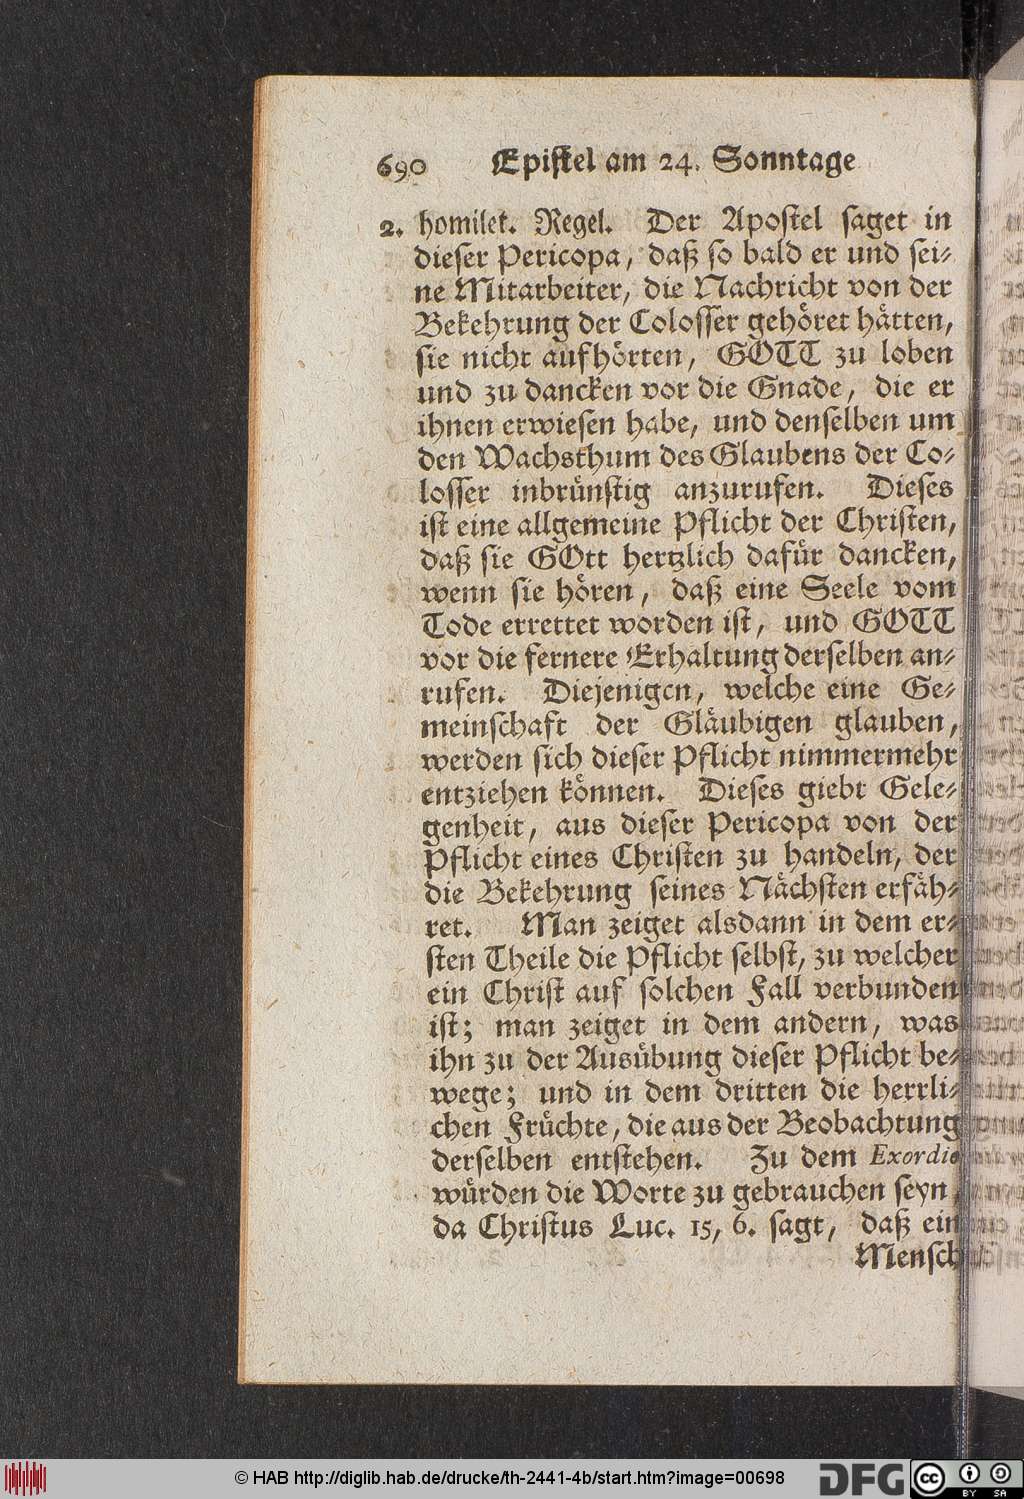 690 Epistel am 24. Sonntage
2. homilet. Regel. Der Apostel saget in
dieser Pericopa, daß so bald er und sei-
ne Mitarbeiter, die Nachricht von der
Bekehrung der Colosser gehöret hätten,
sie nicht aufhörten, GOTT zu loben
und zu dancken vor die Gnade, die er
ihnen erwiesen habe, und denselben um
den Wachsthum des Glaubens der Co-
losser inbrünstig anzurufen. Dieses
ist eine allgemeine Pflicht der Christen,
daß sie GOtt hertzlich dafür dancken,
wenn sie hören, daß eine Seele vom
Tode errettet worden ist, und GOTT
vor die fernere Erhaltung derselben an-
rufen. Diejenigen, welche eine Ge-
meinschaft der Gläubigen glauben,
werden sich dieser Pflicht nimmermehr
entziehen können. Dieses giebt Gele-
genheit, aus dieser Pericopa von der
Pflicht eines Christen zu handeln, der
die Bekehrung seines Nächsten erfäh-
ret. Man zeiget alsdann in dem er-
sten Theile die Pflicht selbst, zu welcher
ein Christ auf solchen Fall verbunden
ist; man zeiget in dem andern, was
ihn zu der Ausübung dieser Pflicht be-
wege; und in dem dritten die herrli-
chen Früchte, die aus der Beobachtung
derselben entstehen. Zu dem Exordio
würden die Worte zu gebrauchen seyn,
da Christus Luc. 15, 6. sagt, daß ein
Mensch
© HAB http://diglib.hab.de/drucke/th-2441-4b/start.htm?image=00698
DFG
cc
BY SA